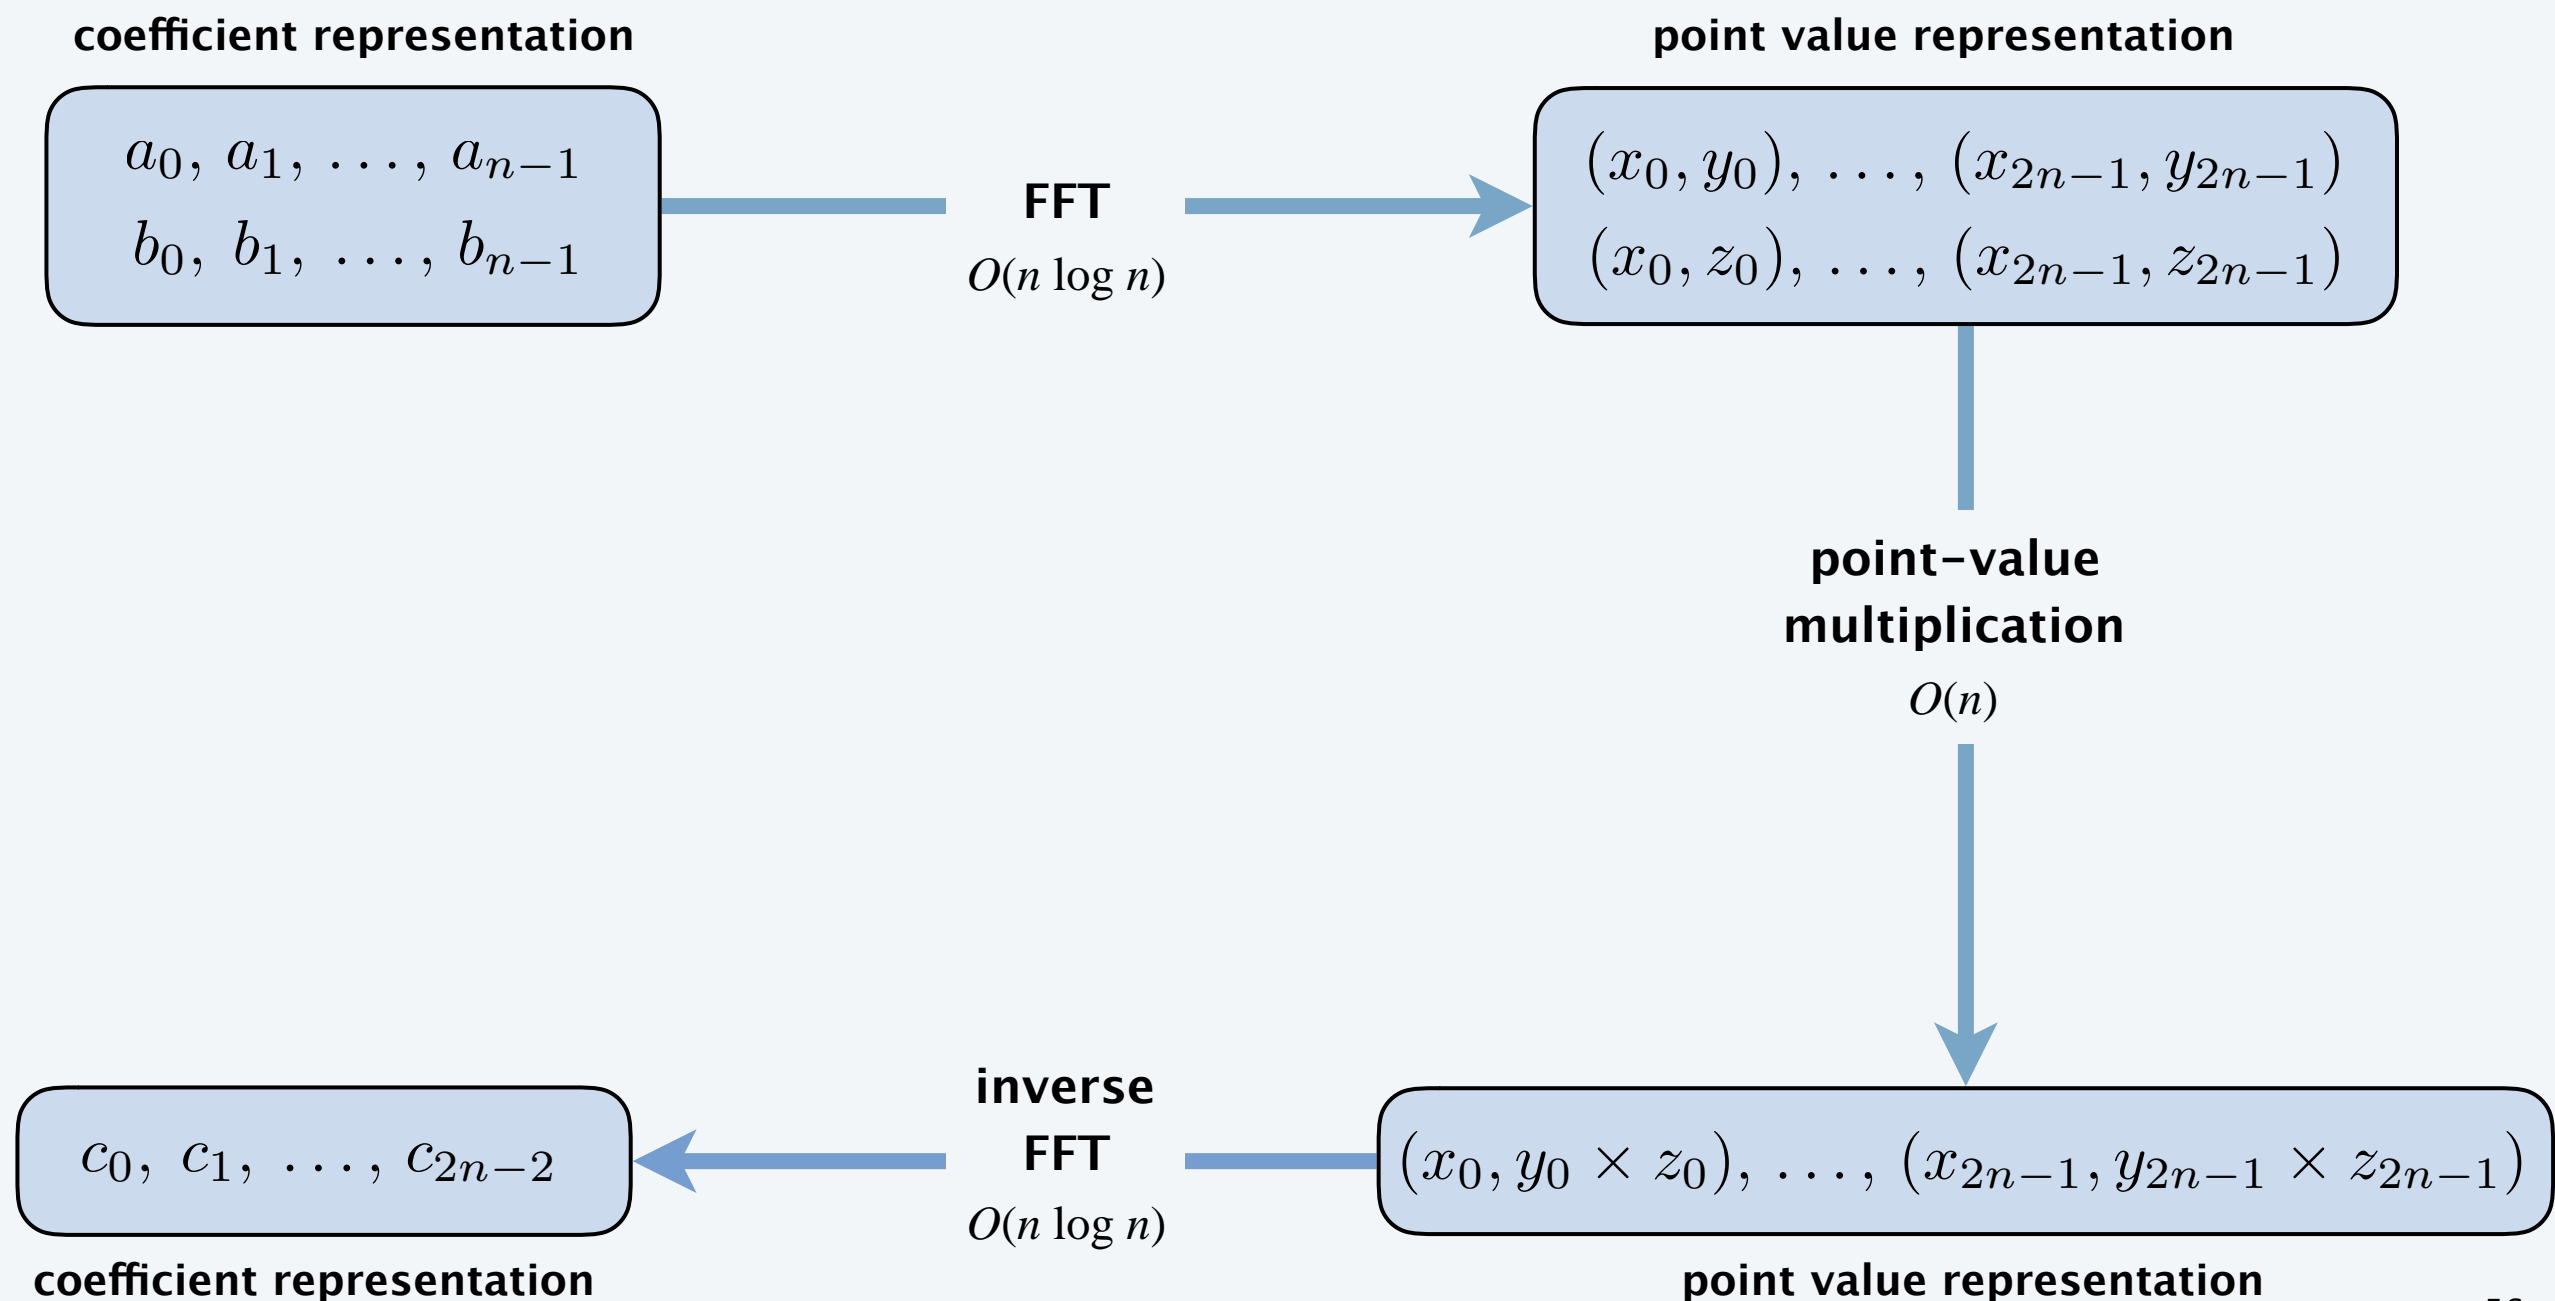 coefficient representation
point value representation
a₀, a₁, …, aₙ₋₁
b₀, b₁, …, bₙ₋₁
FFT
O(n log n)
(x₀, y₀), …, (x₂ₙ₋₁, y₂ₙ₋₁)
(x₀, z₀), …, (x₂ₙ₋₁, z₂ₙ₋₁)
point–value
multiplication
O(n)
inverse
FFT
O(n log n)
c₀, c₁, …, c₂ₙ₋₂
(x₀, y₀ × z₀), …, (x₂ₙ₋₁, y₂ₙ₋₁ × z₂ₙ₋₁)
coefficient representation
point value representation